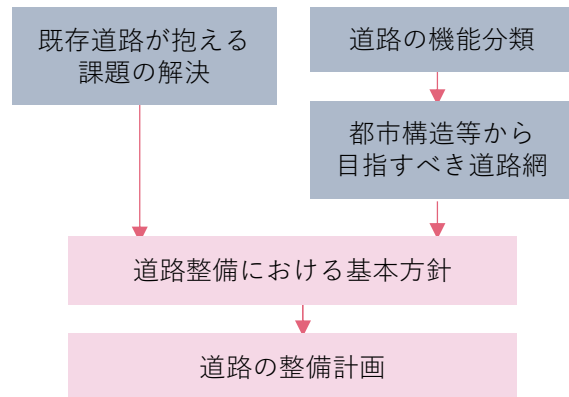 既存道路が抱える
課題の解決
道路の機能分類
都市構造等から
目指すべき道路網
道路整備における基本方針
道路の整備計画